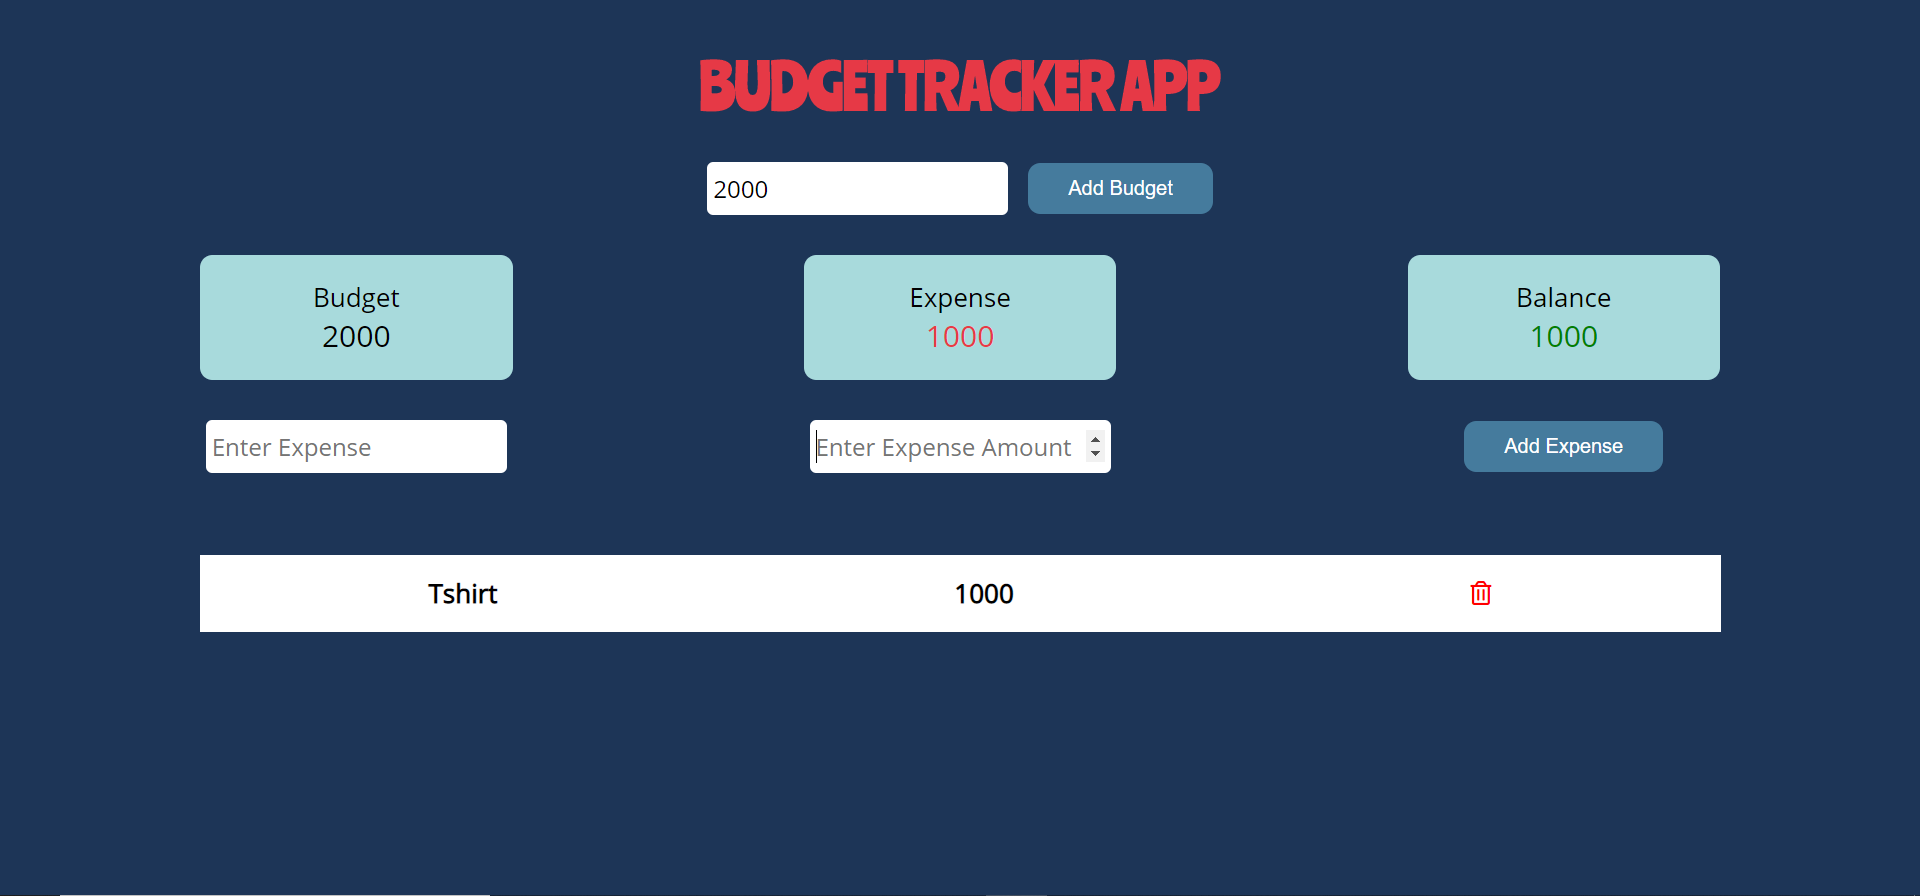 BUDGET TRACKER APP
2000
Add Budget
Budget
2000
Expense
1000
Balance
1000
Enter Expense
Enter Expense Amount
Add Expense
Tshirt 1000